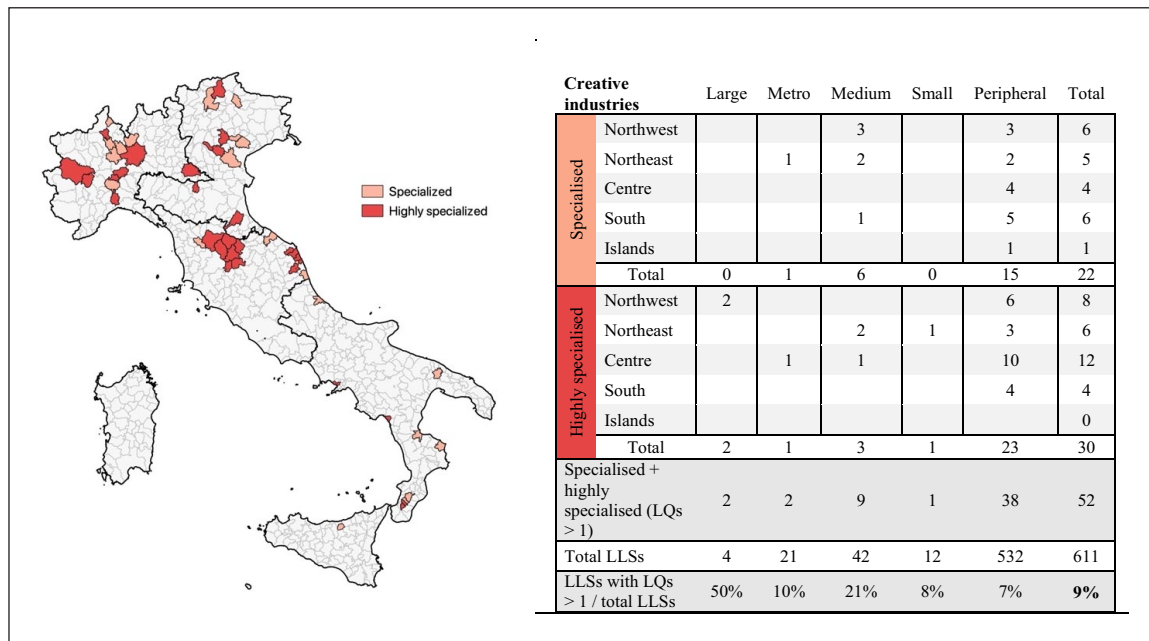 Specialized
Highly specialized
Creative industries Large Metro Medium Small Peripheral Total
Specialised
Northwest 3 3 6
Northeast 1 2 2 5
Centre 4 4
South 1 5 6
Islands 1 1
Total 0 1 6 0 15 22
Highly specialised
Northwest 2 6 8
Northeast 2 1 3 6
Centre 1 1 10 12
South 4 4
Islands 0
Total 2 1 3 1 23 30
Specialised + highly specialised (LQs > 1) 2 2 9 1 38 52
Total LLSs 4 21 42 12 532 611
LLSs with LQs > 1 / total LLSs 50% 10% 21% 8% 7% 9%